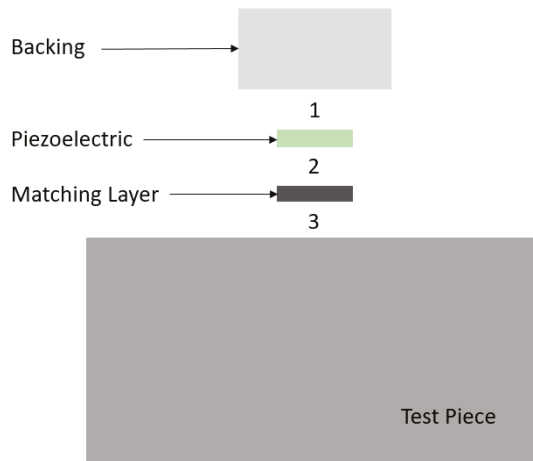 Backing
1
Piezoelectric
2
Matching Layer
3
Test Piece